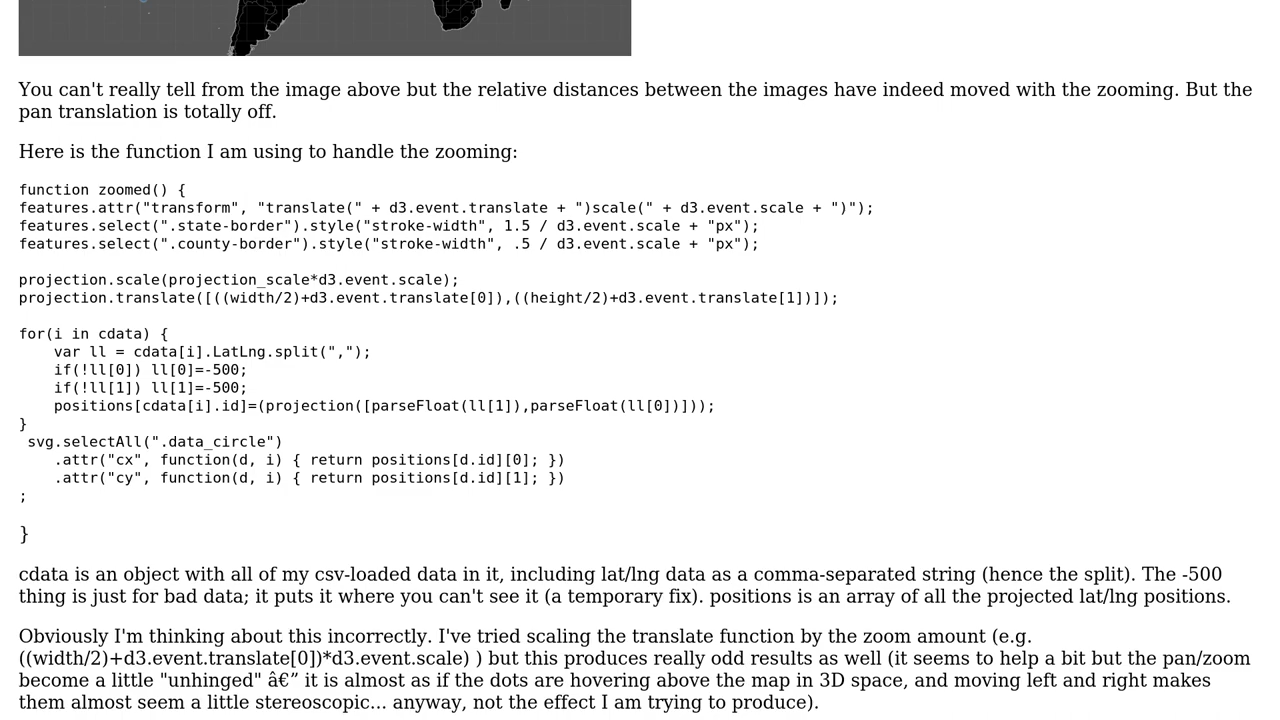 You can't really tell from the image above but the relative distances between the images have indeed moved with the zooming. But the
pan translation is totally off.
Here is the function I am using to handle the zooming:
function zoomed() {
features.attr("transform", "translate(" + d3.event.translate + ")scale(" + d3.event.scale + ")");
features.select(".state-border").style("stroke-width", 1.5 / d3.event.scale + "px");
features.select(".county-border").style("stroke-width", .5 / d3.event.scale + "px");
projection.scale(projection_scale*d3.event.scale);
projection.translate([((width/2)+d3.event.translate[0]),((height/2)+d3.event.translate[1])]);
for(i in cdata) {
    var ll = cdata[i].LatLng.split(",");
    if(!ll[0]) ll[0]=-500;
    if(!ll[1]) ll[1]=-500;
    positions[cdata[i].id]=(projection([parseFloat(ll[1]),parseFloat(ll[0])]));
}
 svg.selectAll(".data_circle")
    .attr("cx", function(d, i) { return positions[d.id][0]; })
    .attr("cy", function(d, i) { return positions[d.id][1]; })
;
}
cdata is an object with all of my csv-loaded data in it, including lat/lng data as a comma-separated string (hence the split). The -500
thing is just for bad data; it puts it where you can't see it (a temporary fix). positions is an array of all the projected lat/lng positions.
Obviously I'm thinking about this incorrectly. I've tried scaling the translate function by the zoom amount (e.g.
((width/2)+d3.event.translate[0])*d3.event.scale) ) but this produces really odd results as well (it seems to help a bit but the pan/zoom
become a little "unhinged" â€” it is almost as if the dots are hovering above the map in 3D space, and moving left and right makes
them almost seem a little stereoscopic... anyway, not the effect I am trying to produce).